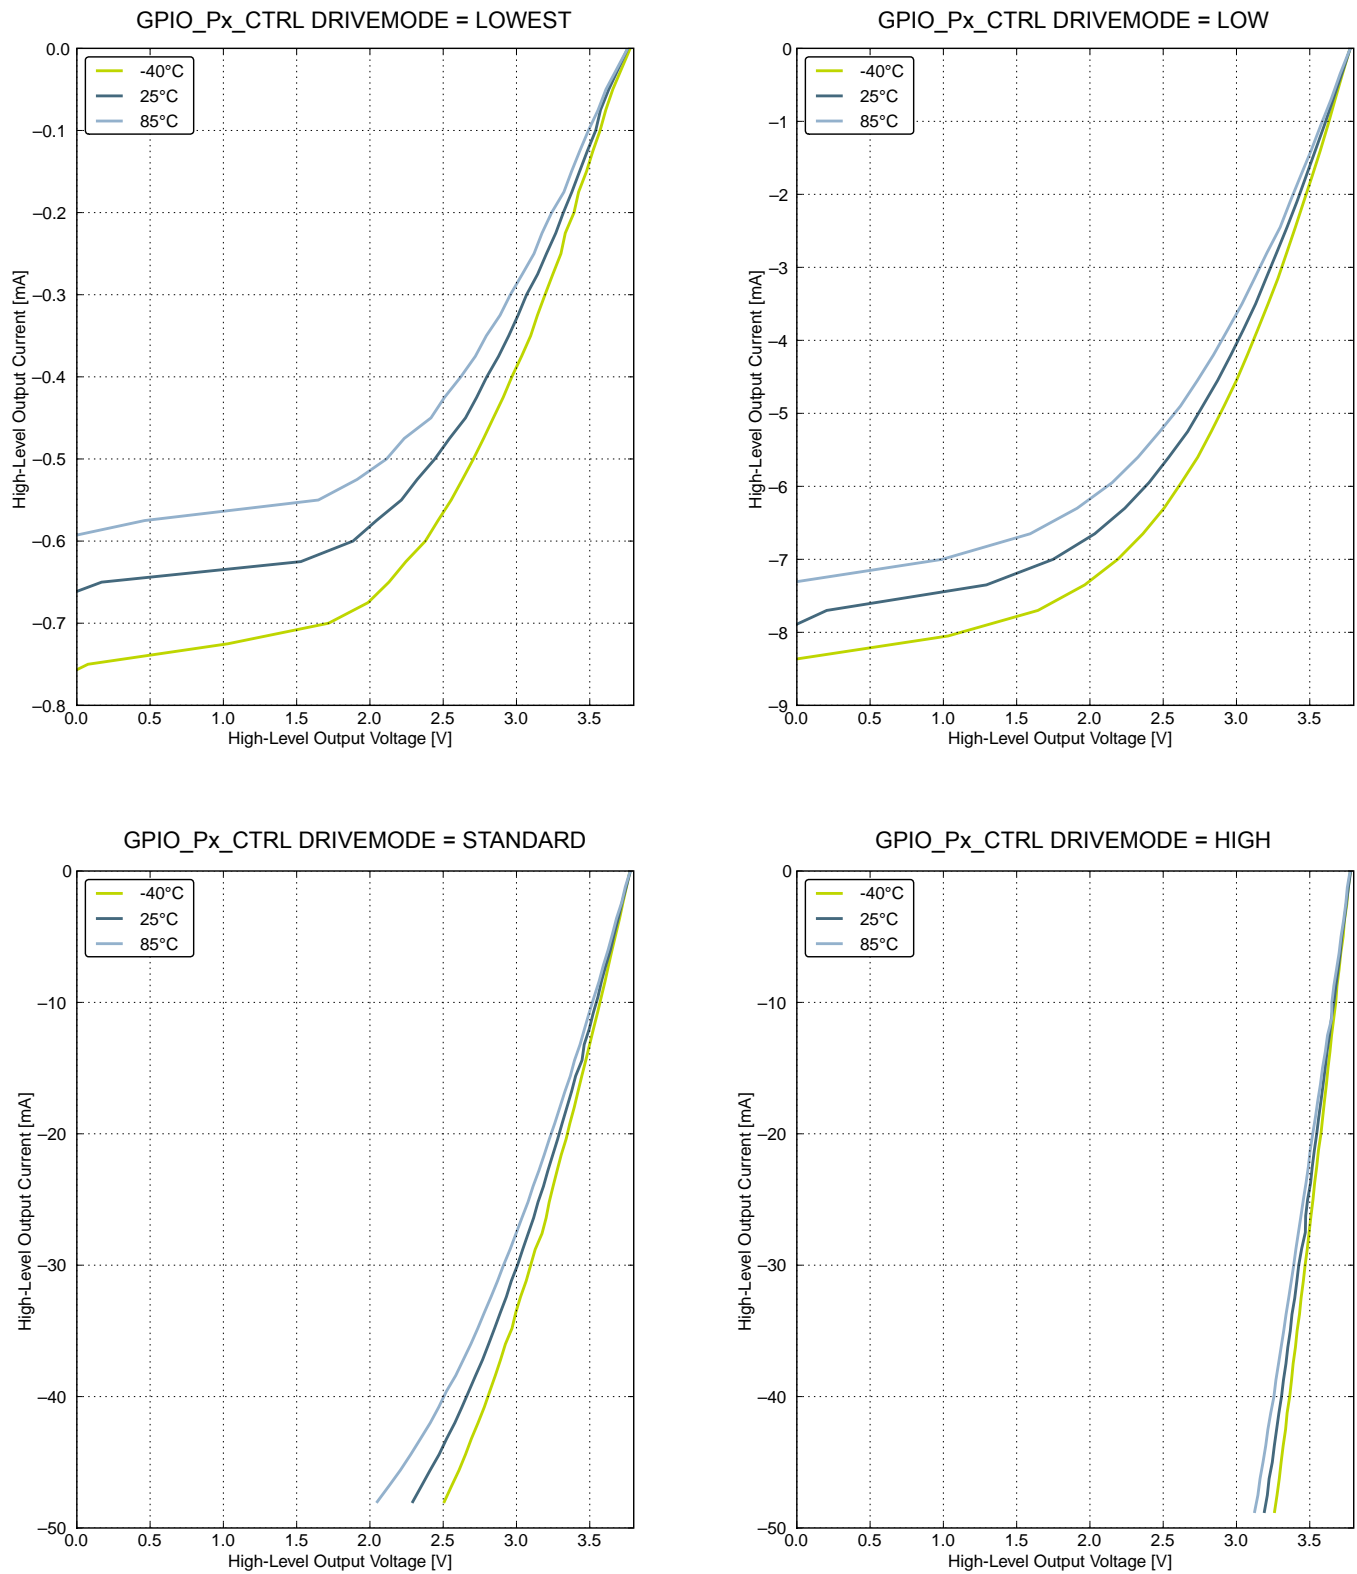 GPIO_Px_CTRL DRIVEMODE = LOWEST
0.0
–0.1
–0.2
–0.3
–0.4
–0.5
–0.6
–0.7
–0.8
-40°C
25°C
85°C
High-Level Output Current [mA]
0.0 0.5 1.0 1.5 2.0 2.5 3.0 3.5
High-Level Output Voltage [V]
GPIO_Px_CTRL DRIVEMODE = LOW
0
–1
–2
–3
–4
–5
–6
–7
–8
–9
-40°C
25°C
85°C
High-Level Output Current [mA]
0.0 0.5 1.0 1.5 2.0 2.5 3.0 3.5
High-Level Output Voltage [V]
GPIO_Px_CTRL DRIVEMODE = STANDARD
0
–10
–20
–30
–40
–50
-40°C
25°C
85°C
High-Level Output Current [mA]
0.0 0.5 1.0 1.5 2.0 2.5 3.0 3.5
High-Level Output Voltage [V]
GPIO_Px_CTRL DRIVEMODE = HIGH
0
–10
–20
–30
–40
–50
-40°C
25°C
85°C
High-Level Output Current [mA]
0.0 0.5 1.0 1.5 2.0 2.5 3.0 3.5
High-Level Output Voltage [V]